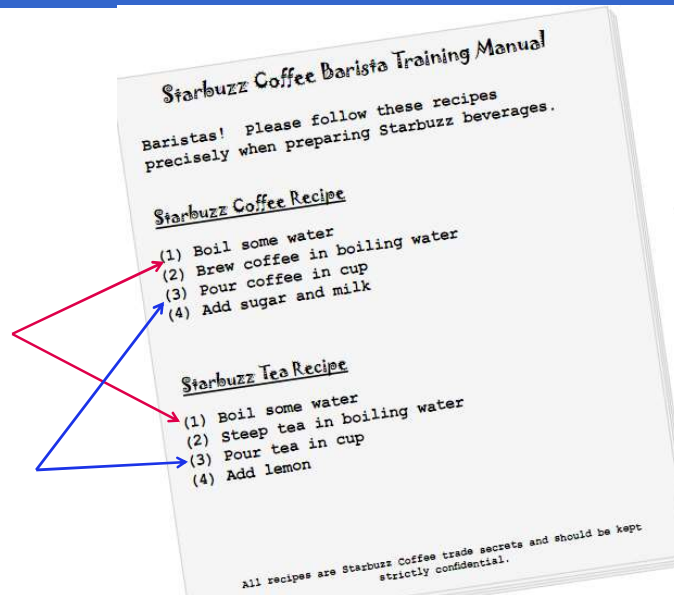 Starbuzz Coffee Barista Training Manual
Baristas!  Please follow these recipes
precisely when preparing Starbuzz beverages.
Starbuzz Coffee Recipe
(1) Boil some water
(2) Brew coffee in boiling water
(3) Pour coffee in cup
(4) Add sugar and milk
Starbuzz Tea Recipe
(1) Boil some water
(2) Steep tea in boiling water
(3) Pour tea in cup
(4) Add lemon
All recipes are Starbuzz Coffee trade secrets and should be kept
strictly confidential.